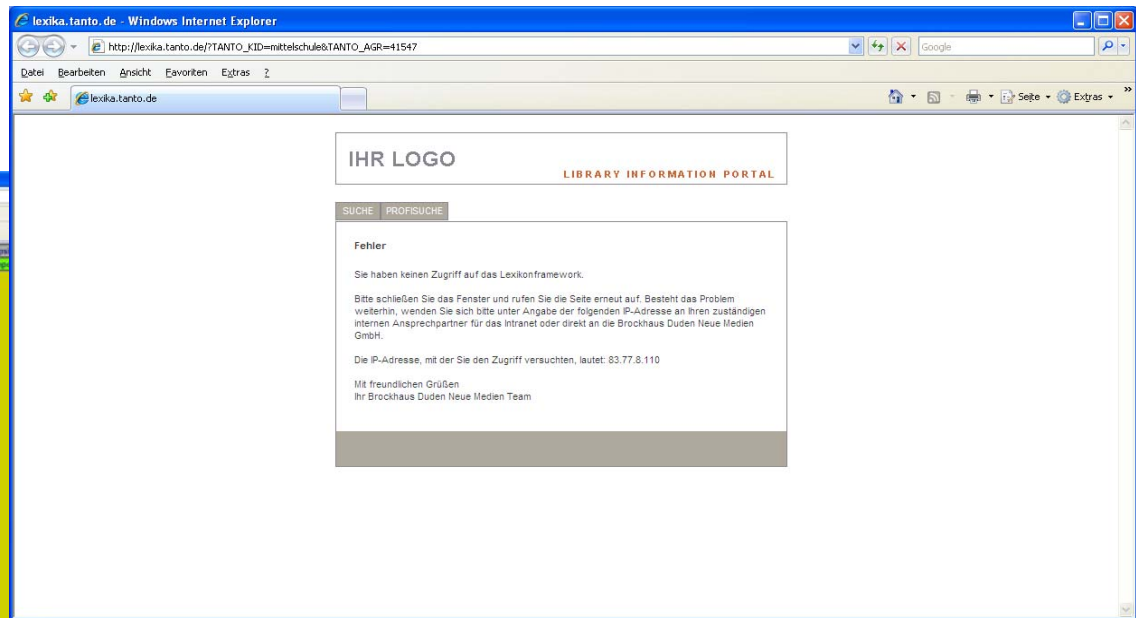 lexika.tanto.de - Windows Internet Explorer
http://lexika.tanto.de/?TANTO_KID=mittelschule&TANTO_AGR=41547
Google
Datei Bearbeiten Ansicht Favoriten Extras ?
lexika.tanto.de
Seite Extras »
IHR LOGO
LIBRARY INFORMATION PORTAL
SUCHE PROFISUCHE
Fehler
Sie haben keinen Zugriff auf das Lexikonframework.
Bitte schließen Sie das Fenster und rufen Sie die Seite erneut auf. Besteht das Problem
weiterhin, wenden Sie sich bitte unter Angabe der folgenden IP-Adresse an Ihren zuständigen
internen Ansprechpartner für das Intranet oder direkt an die Brockhaus Duden Neue Medien
GmbH.
Die IP-Adresse, mit der Sie den Zugriff versuchten, lautet: 83.77.8.110
Mit freundlichen Grüßen
Ihr Brockhaus Duden Neue Medien Team